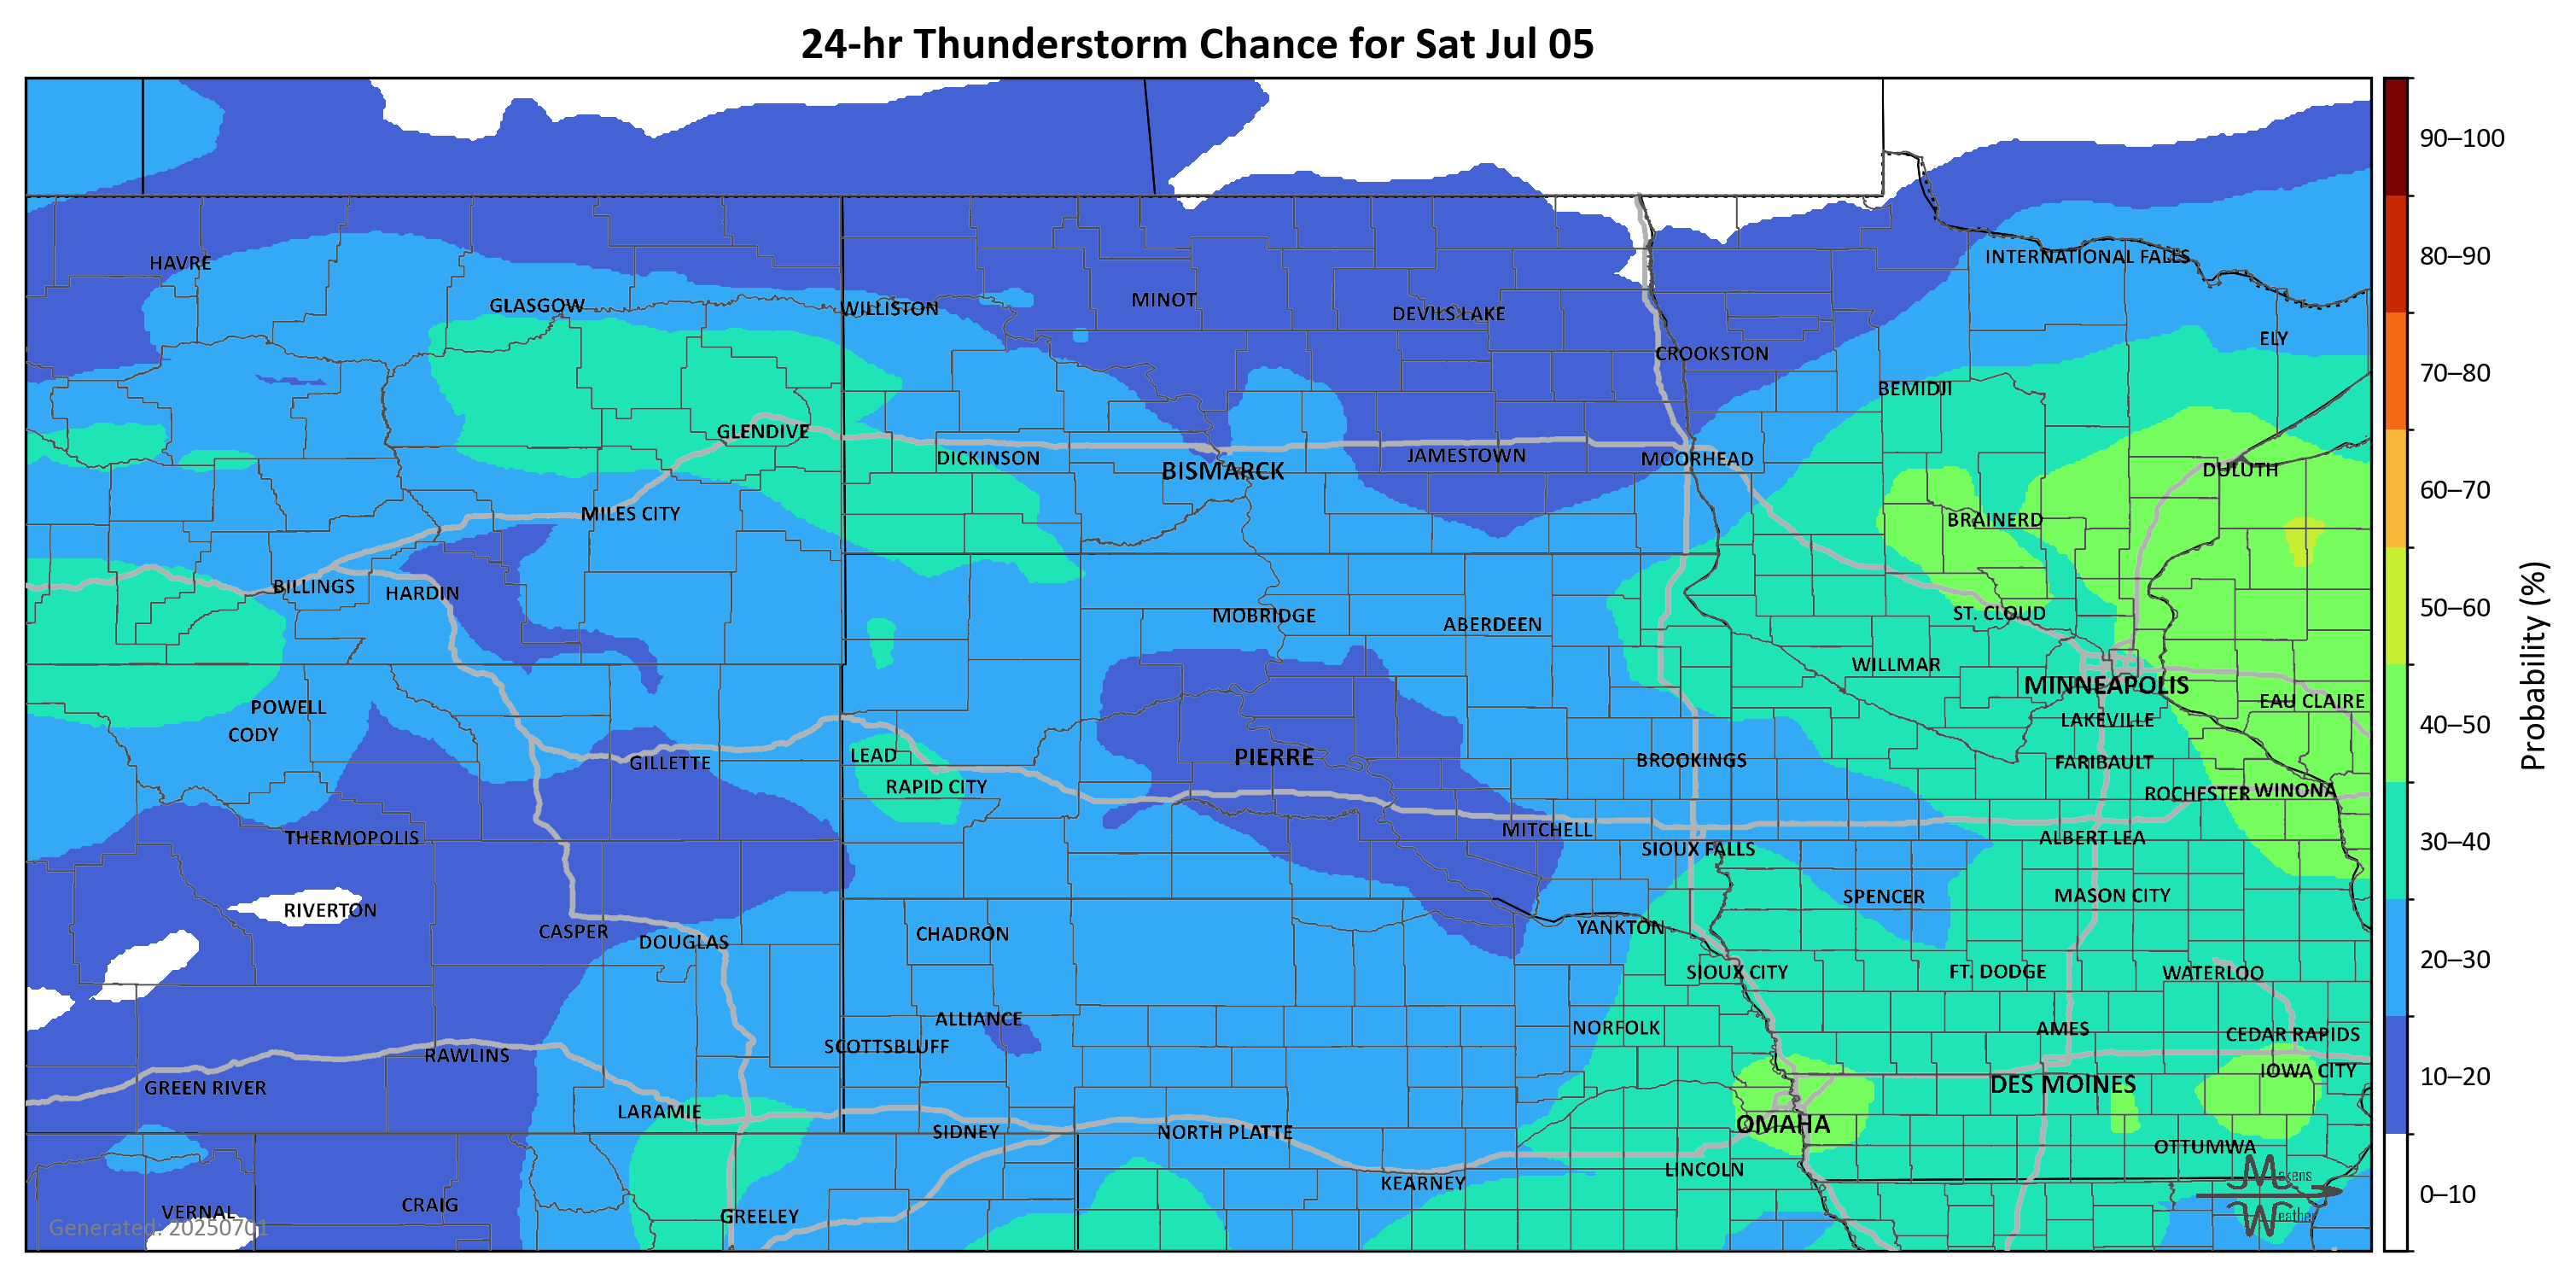 24-hr Thunderstorm Chance for Sat Jul 05
90–100
80–90
70–80
60–70
50–60
40–50
30–40
20–30
10–20
0–10
Probability (%)
INTERNATIONAL FALLS
HAVRE
GLASGOW
WILLISTON
MINOT
DEVILS LAKE
ELY
CROOKSTON
BEMIDJI
GLENDIVE
DICKINSON
BISMARCK
JAMESTOWN
MOORHEAD
DULUTH
MILES CITY
BRAINERD
BILLINGS
HARDIN
MOBRIDGE
ABERDEEN
ST. CLOUD
WILLMAR
MINNEAPOLIS
EAU CLAIRE
POWELL
CODY
LAKEVILLE
LEAD
PIERRE
BROOKINGS
FARIBAULT
GILLETTE
RAPID CITY
ROCHESTER
WINONA
THERMOPOLIS
MITCHELL
ALBERT LEA
SIOUX FALLS
RIVERTON
SPENCER
MASON CITY
CASPER
DOUGLAS
CHADRON
YANKTON
SIOUX CITY
FT. DODGE
WATERLOO
ALLIANCE
NORFOLK
AMES
CEDAR RAPIDS
SCOTTSBLUFF
RAWLINS
GREEN RIVER
DES MOINES
IOWA CITY
LARAMIE
OMAHA
SIDNEY
NORTH PLATTE
OTTUMWA
LINCOLN
KEARNEY
VERNAL
CRAIG
GREELEY
Generated: 20250701
Makens
Weather